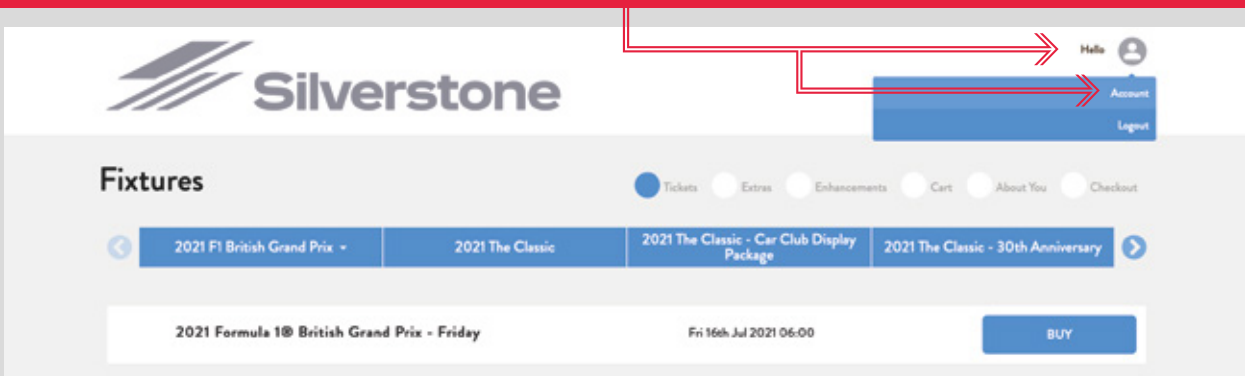 Hello
Silverstone
Account
Logout
Fixtures
Tickets Extras Enhancements Cart About You Checkout
2021 F1 British Grand Prix 2021 The Classic 2021 The Classic - Car Club Display Package 2021 The Classic - 30th Anniversary
2021 Formula 1® British Grand Prix - Friday Fri 16th Jul 2021 06:00 BUY